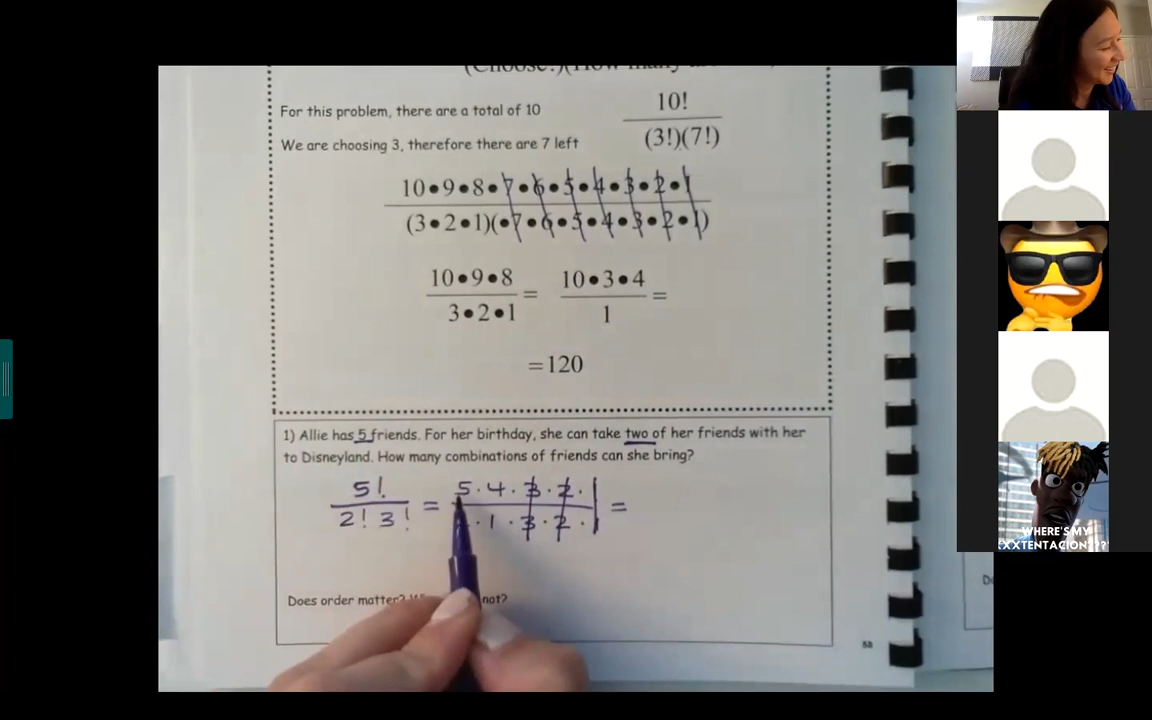 For this problem, there are a total of 10
10!
(3!)(7!)
We are choosing 3, therefore there are 7 left
10•9•8•7•6•5•4•3•2•1
(3•2•1)(•7•6•5•4•3•2•1)
10•9•8
3•2•1
=
10•3•4
1
=
=120
1) Allie has 5 friends. For her birthday, she can take two of her friends with her
to Disneyland. How many combinations of friends can she bring?
5!
2! 3!
=
5·4·3·2·1
·1·3·2·1
=
Does order matter? not?
WHERE'S MY
XXTENTACION????